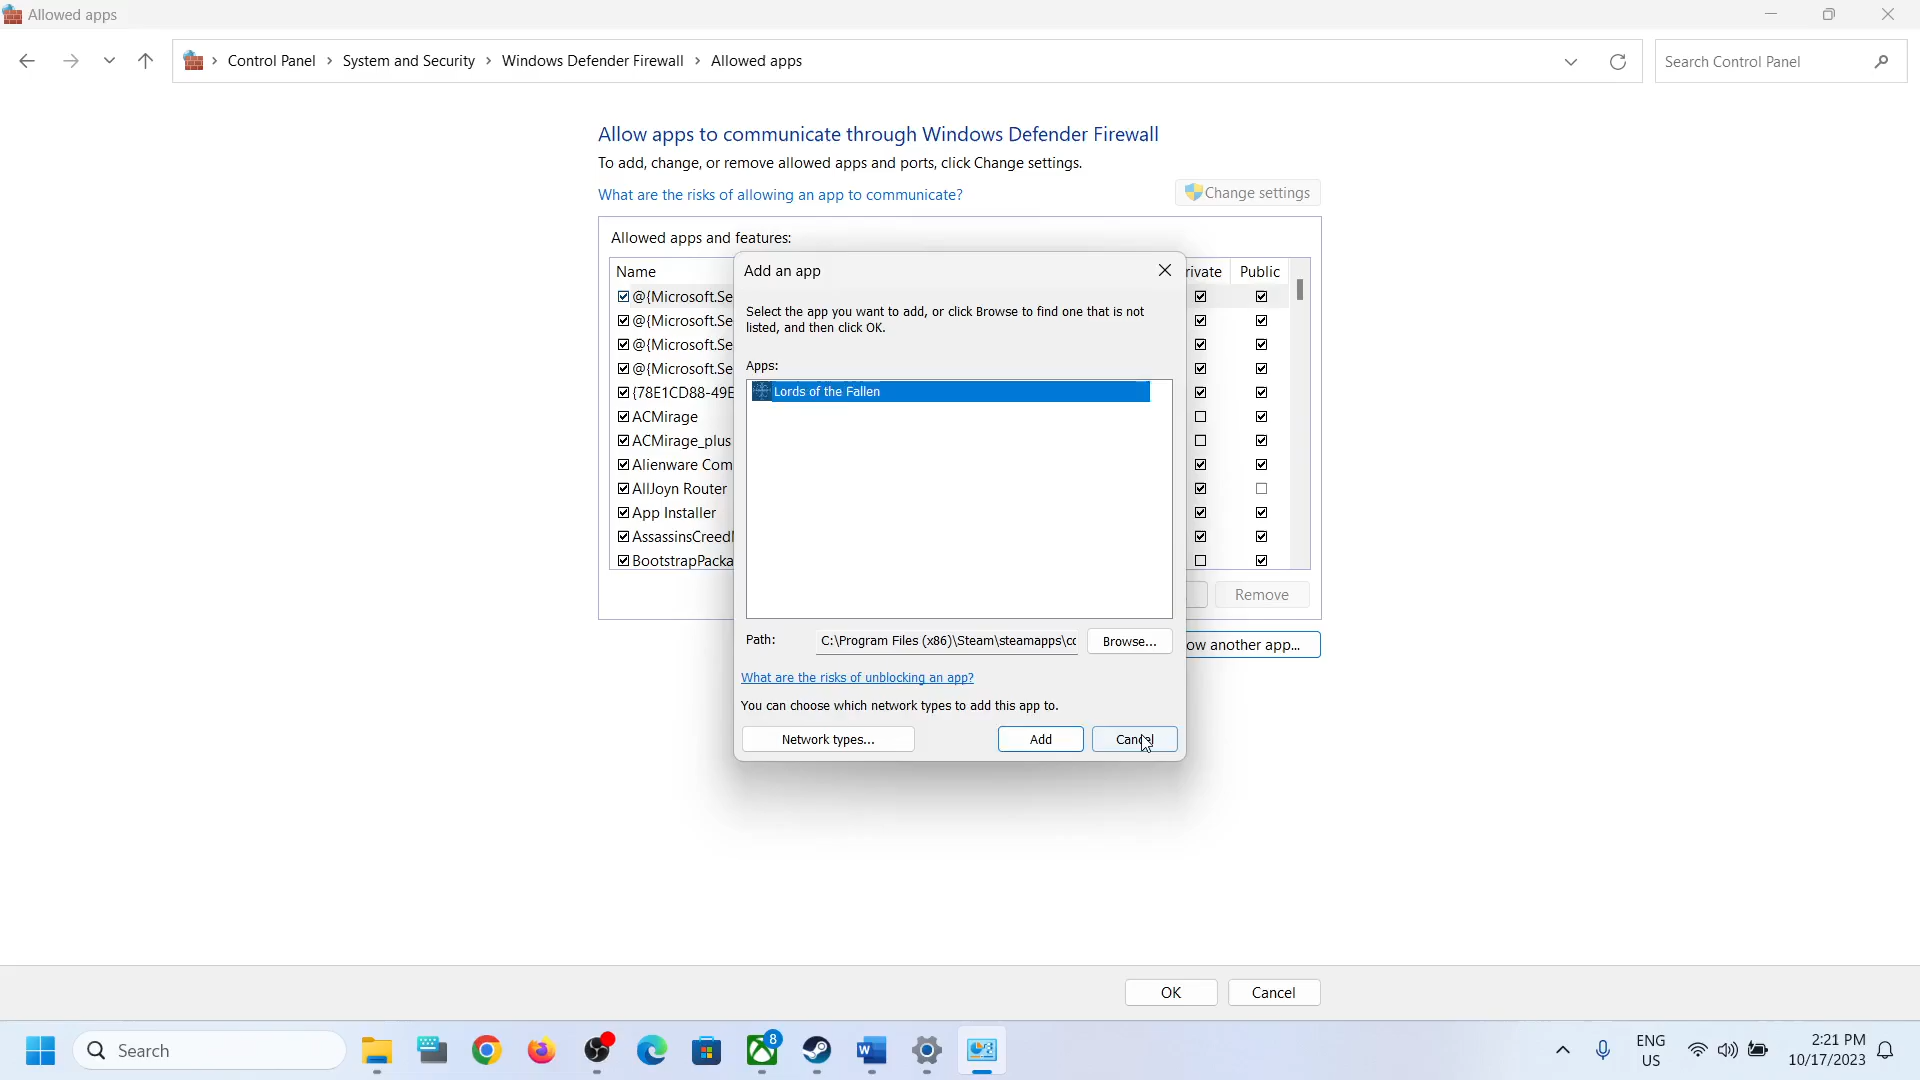 Allowed apps
Control Panel > System and Security > Windows Defender Firewall > Allowed apps
Search Control Panel
Allow apps to communicate through Windows Defender Firewall
To add, change, or remove allowed apps and ports, click Change settings.
What are the risks of allowing an app to communicate?
Change settings
Allowed apps and features:
Name
rivate
Public
@{Microsoft.Se
@{Microsoft.Se
@{Microsoft.Se
@{Microsoft.Se
{78E1CD88-49E
ACMirage
ACMirage_plus
Alienware Com
AllJoyn Router
App Installer
AssassinsCreed
BootstrapPacka
Remove
ow another app...
Add an app
Select the app you want to add, or click Browse to find one that is not
listed, and then click OK.
Apps:
Lords of the Fallen
Path:
C:\Program Files (x86)\Steam\steamapps\cc
Browse...
What are the risks of unblocking an app?
You can choose which network types to add this app to.
Network types...
Add
Cancel
OK
Cancel
Search
8
ENG
US
2:21 PM
10/17/2023